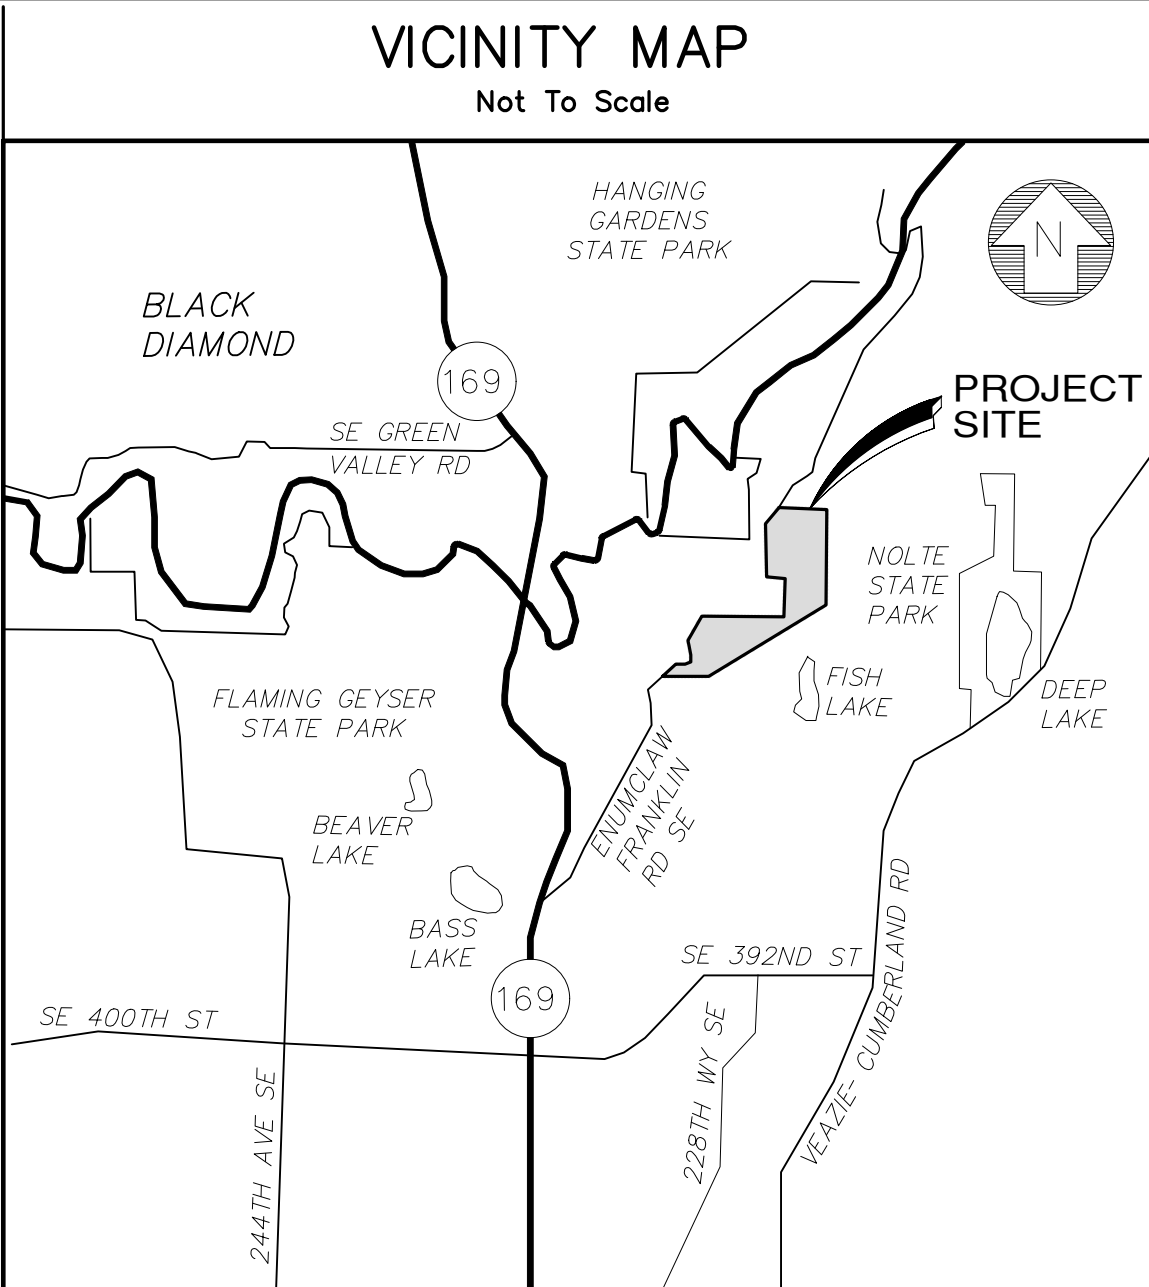 VICINITY MAP
Not To Scale
HANGING
GARDENS
STATE PARK
N
BLACK
DIAMOND
169
PROJECT
SITE
SE GREEN
VALLEY RD
NOLTE
STATE
PARK
FISH
LAKE
DEEP
LAKE
FLAMING GEYSER
STATE PARK
ENUMCLAW
FRANKLIN
RD SE
BEAVER
LAKE
BASS
LAKE
SE 392ND ST
VEAZIE- CUMBERLAND RD
169
SE 400TH ST
228TH WY SE
244TH AVE SE